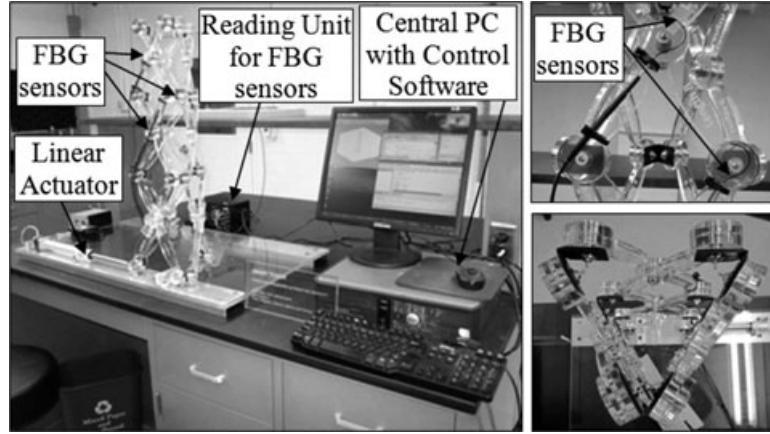 FBG
sensors
Reading Unit
for FBG
sensors
Central PC
with Control
Software
Linear
Actuator
FBG
sensors